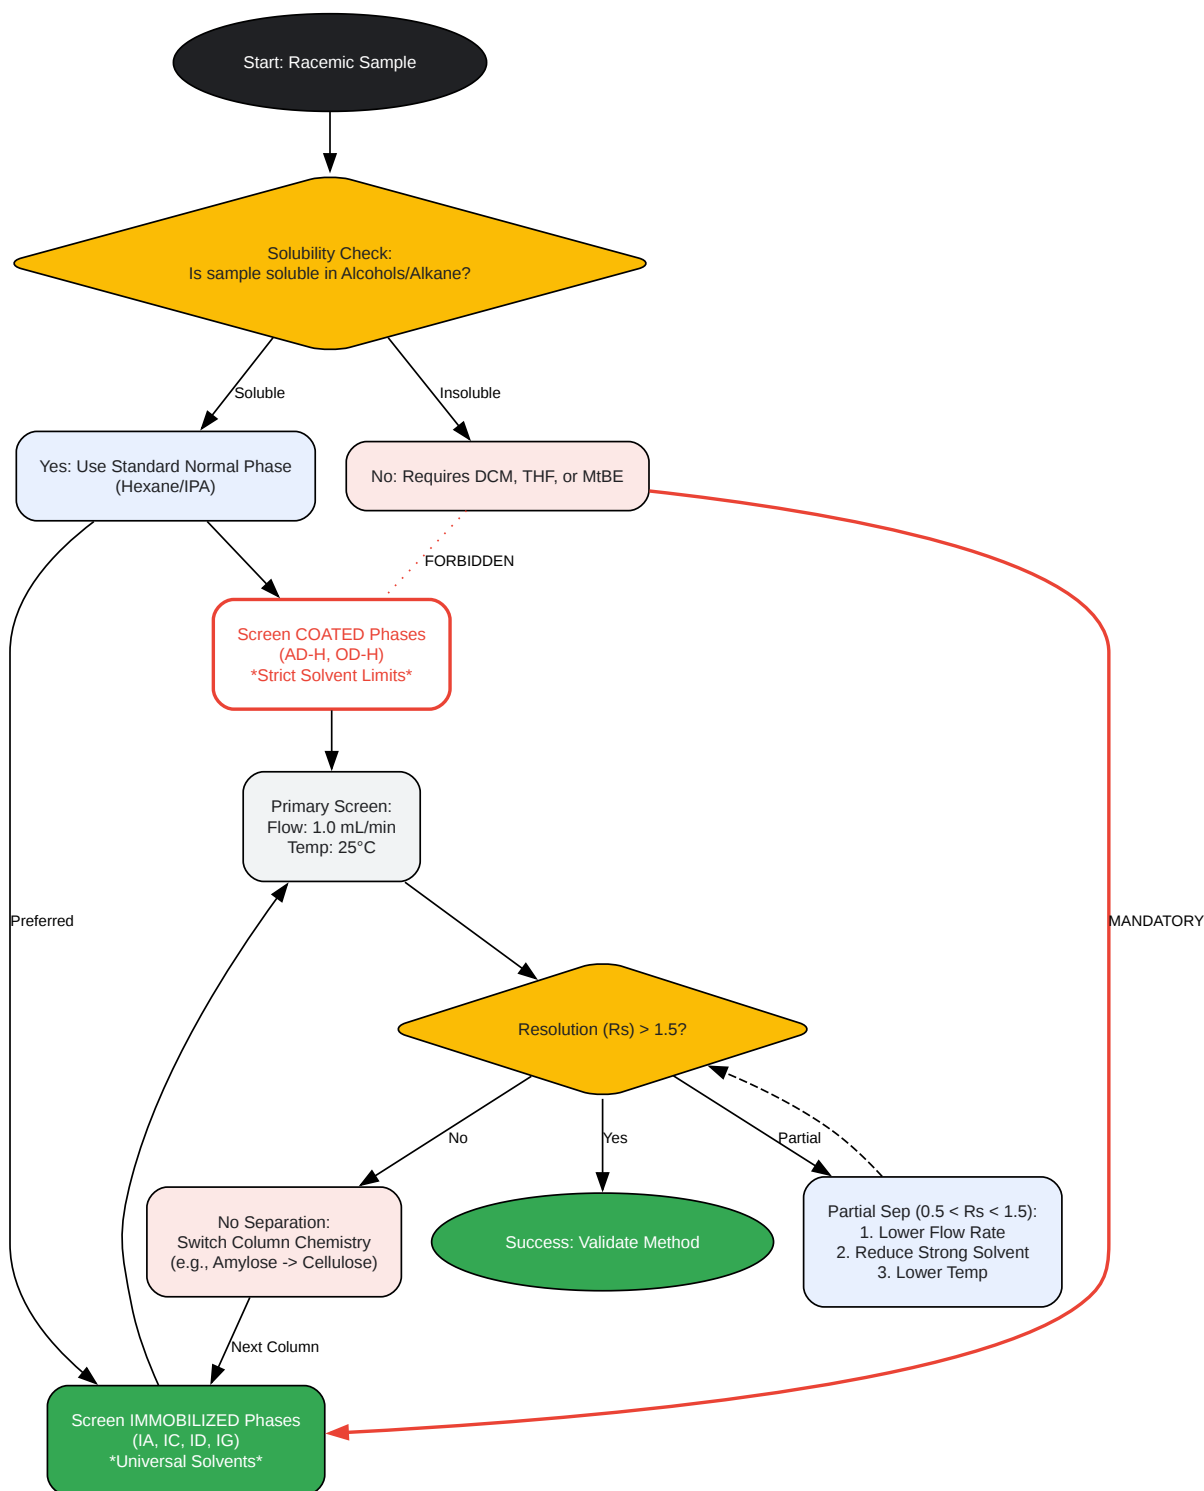 Start: Racemic Sample
Solubility Check:
Is sample soluble in Alcohols/Alkane?
Soluble
Insoluble
Yes: Use Standard Normal Phase
(Hexane/IPA)
No: Requires DCM, THF, or MtBE
FORBIDDEN
Screen COATED Phases
(AD-H, OD-H)
*Strict Solvent Limits*
Primary Screen:
Flow: 1.0 mL/min
Temp: 25°C
Preferred
MANDATORY
Resolution (Rs) > 1.5?
No
Yes
Partial
No Separation:
Switch Column Chemistry
(e.g., Amylose -> Cellulose)
Success: Validate Method
Partial Sep (0.5 < Rs < 1.5):
1. Lower Flow Rate
2. Reduce Strong Solvent
3. Lower Temp
Next Column
Screen IMMOBILIZED Phases
(IA, IC, ID, IG)
*Universal Solvents*